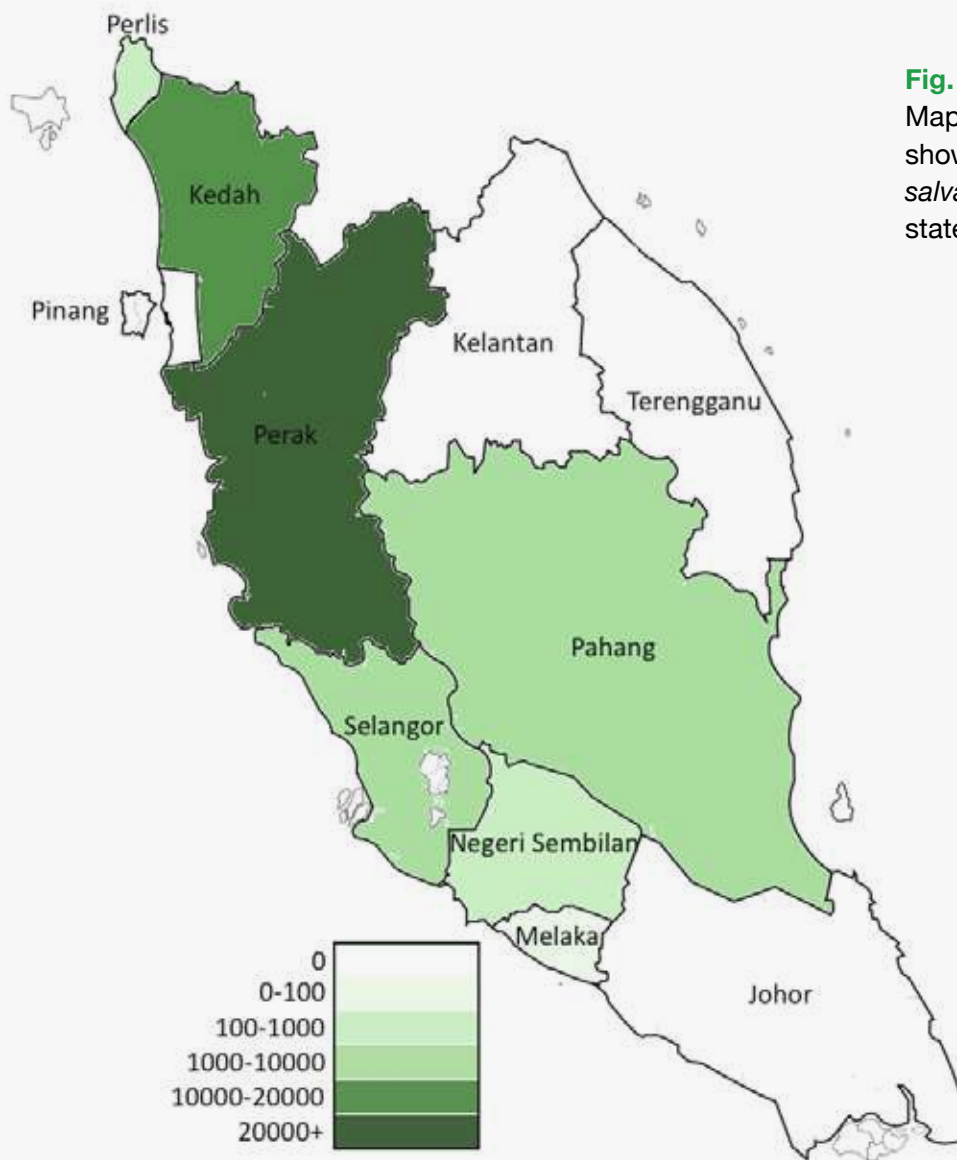 Perlis
Fig.
Map
show
salva
state
Kedah
Pinang
Kelantan
Terengganu
Perak
Pahang
Selangor
Negeri Sembilan
Melaka
Johor
0
0-100
100-1000
1000-10000
10000-20000
20000+